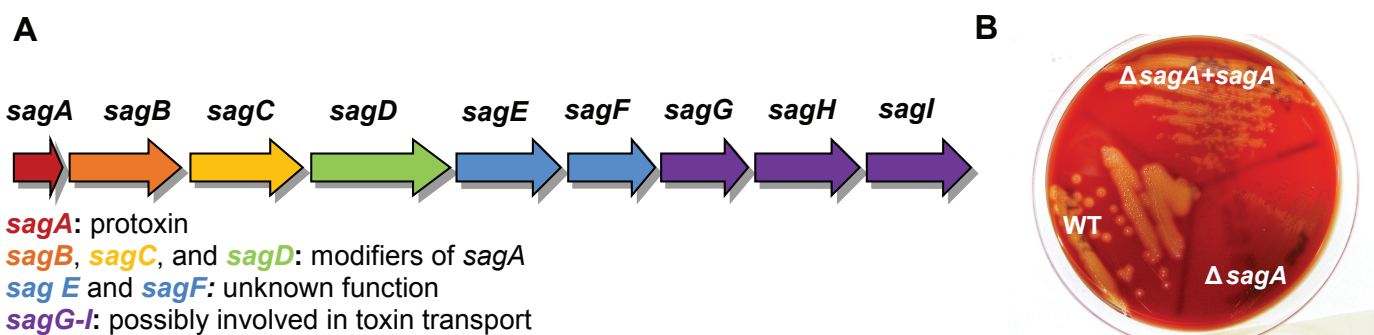 A
B
sagA sagB sagC sagD sagE sagF sagG sagH sagI
sagA: protoxin
sagB, sagC, and sagD: modifiers of sagA
sag E and sagF: unknown function
sagG-I: possibly involved in toxin transport
ΔsagA+sagA
WT
ΔsagA